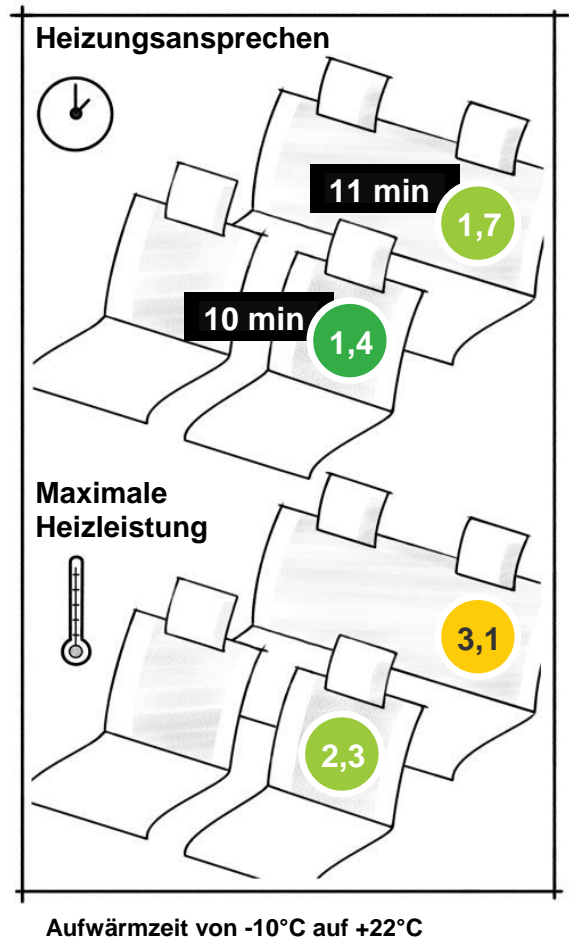 Heizungsansprechen
11 min
1,7
10 min
1,4
Maximale
Heizleistung
3,1
2,3
Aufwärmzeit von -10°C auf +22°C